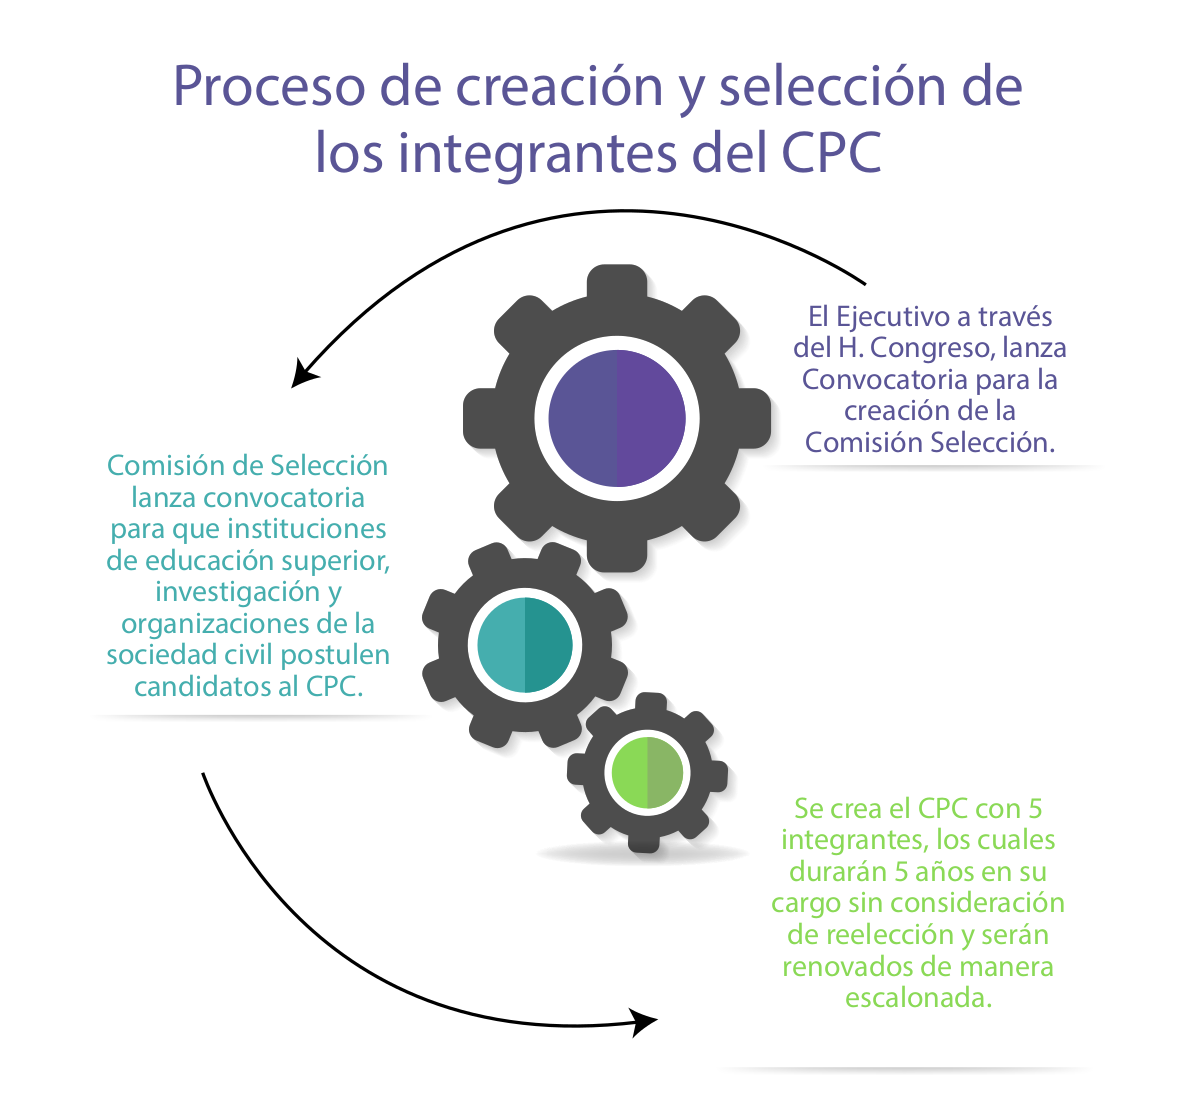 Proceso de creación y selección de
los integrantes del CPC
El Ejecutivo a través
del H. Congreso, lanza
Convocatoria para la
creación de la
Comisión Selección.
Comisión de Selección
lanza convocatoria
para que instituciones
de educación superior,
investigación y
organizaciones de la
sociedad civil postulen
candidatos al CPC.
Se crea el CPC con 5
integrantes, los cuales
durarán 5 años en su
cargo sin consideración
de reelección y serán
renovados de manera
escalonada.